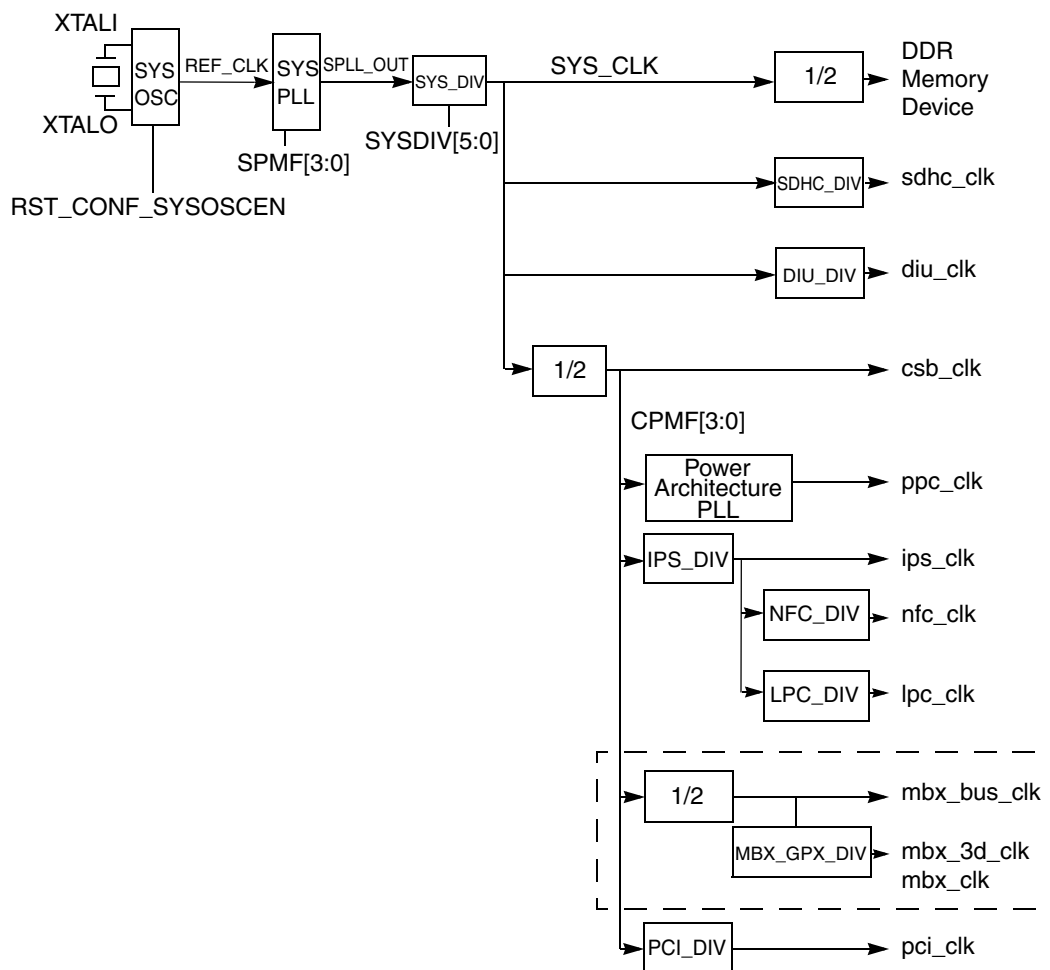 XTALI
SYS
OSC
XTALO
REF_CLK
SYS
PLL
SPLL_OUT
SYS_DIV
SYS_CLK
1/2
DDR
Memory
Device
SPMF[3:0]
SYSDIV[5:0]
RST_CONF_SYSOSCEN
SDHC_DIV
sdhc_clk
DIU_DIV
diu_clk
1/2
csb_clk
CPMF[3:0]
Power
Architecture
PLL
ppc_clk
IPS_DIV
ips_clk
NFC_DIV
nfc_clk
LPC_DIV
lpc_clk
1/2
mbx_bus_clk
MBX_GPX_DIV
mbx_3d_clk
mbx_clk
PCI_DIV
pci_clk